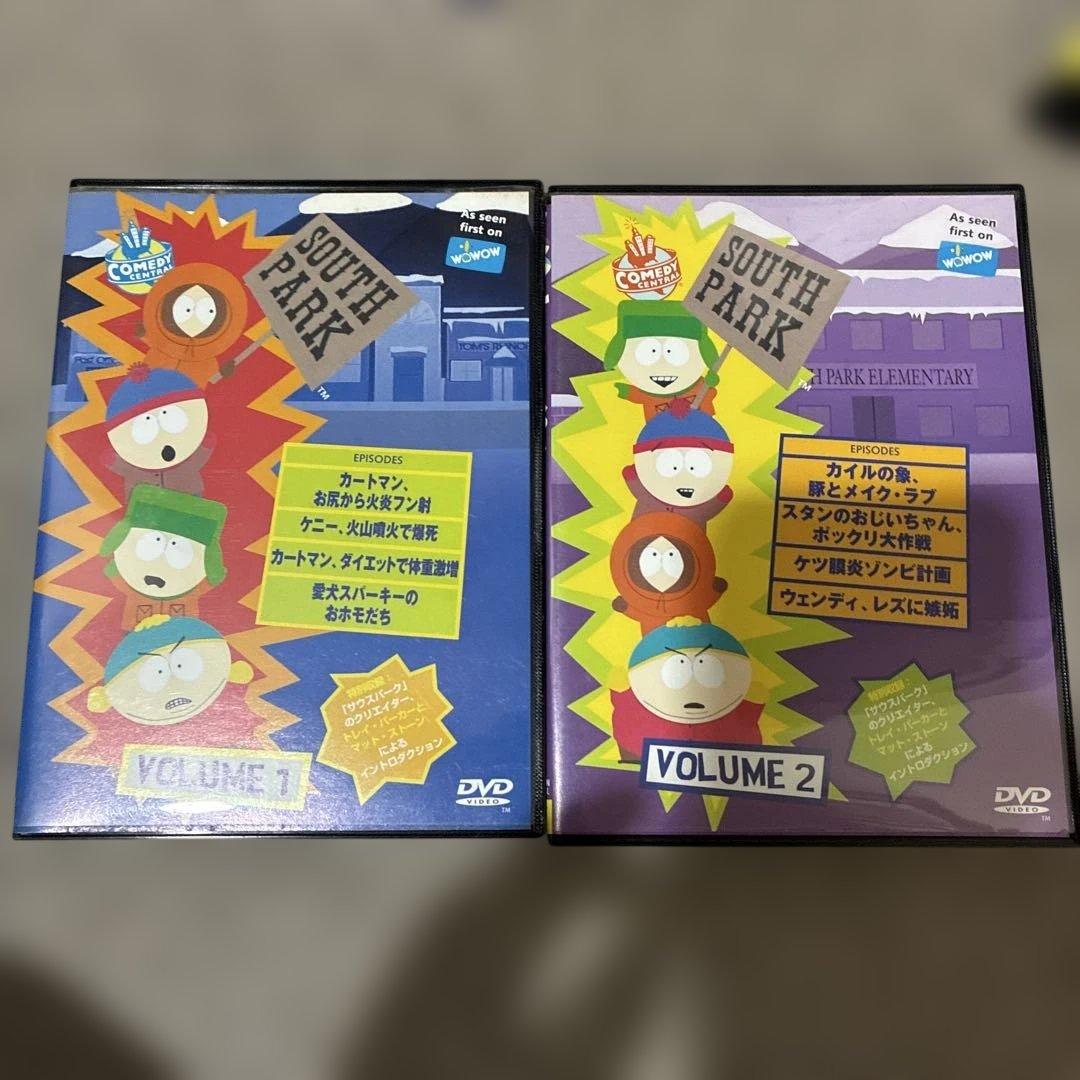 COMEDY
CENTRAL
SOUTH
PARK
TM
As seen
first on
WOWOW
EPISODES
カートマン、
お尻から火炎フン射
ケニー、火山噴火で爆死
カートマン、ダイエットで体重激増
愛犬スパーキーの
おホモだち
特別収録:
「サウスパーク」
のクリエイター、
トレイ・パーカーと
マット・ストーン
による
イントロダクション
VOLUME 1
DVD
VIDEO
TM
COMEDY
CENTRAL
SOUTH
PARK
TM
As seen
first on
WOWOW
H PARK ELEMENTARY
EPISODES
カイルの象、
豚とメイク・ラブ
スタンのおじいちゃん、
ポックリ大作戦
ケツ眼炎ゾンビ計画
ウェンディ、レズに嫉妬
特別収録:
「サウスパーク」
のクリエイター、
トレイ・パーカーと
マット・ストーン
による
イントロダクション
VOLUME 2
DVD
VIDEO
TM